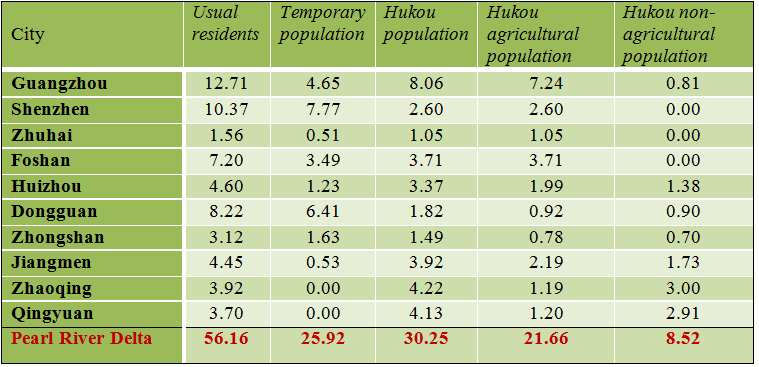 City Usual residents Temporary population Hukou population Hukou agricultural population Hukou non-agricultural population
Guangzhou 12.71 4.65 8.06 7.24 0.81
Shenzhen 10.37 7.77 2.60 2.60 0.00
Zhuhai 1.56 0.51 1.05 1.05 0.00
Foshan 7.20 3.49 3.71 3.71 0.00
Huizhou 4.60 1.23 3.37 1.99 1.38
Dongguan 8.22 6.41 1.82 0.92 0.90
Zhongshan 3.12 1.63 1.49 0.78 0.70
Jiangmen 4.45 0.53 3.92 2.19 1.73
Zhaoqing 3.92 0.00 4.22 1.19 3.00
Qingyuan 3.70 0.00 4.13 1.20 2.91
Pearl River Delta 56.16 25.92 30.25 21.66 8.52